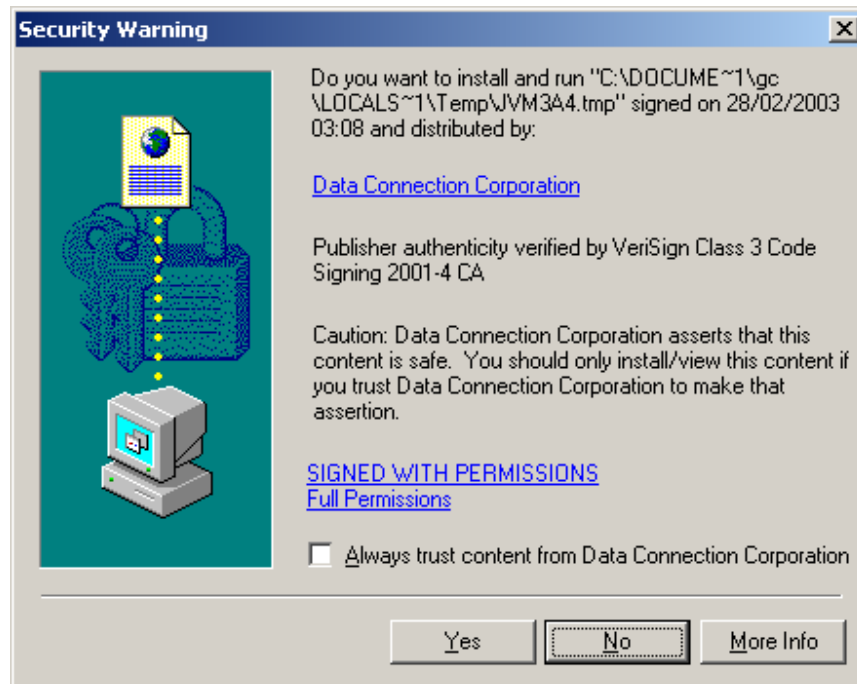 Security Warning
Do you want to install and run "C:\DOCUME~1\gc
\LOCALS~1\Temp\JVM3A4.tmp" signed on 28/02/2003
03:08 and distributed by:
Data Connection Corporation
Publisher authenticity verified by VeriSign Class 3 Code
Signing 2001-4 CA
Caution: Data Connection Corporation asserts that this
content is safe. You should only install/view this content if
you trust Data Connection Corporation to make that
assertion.
SIGNED WITH PERMISSIONS
Full Permissions
Always trust content from Data Connection Corporation
Yes No More Info